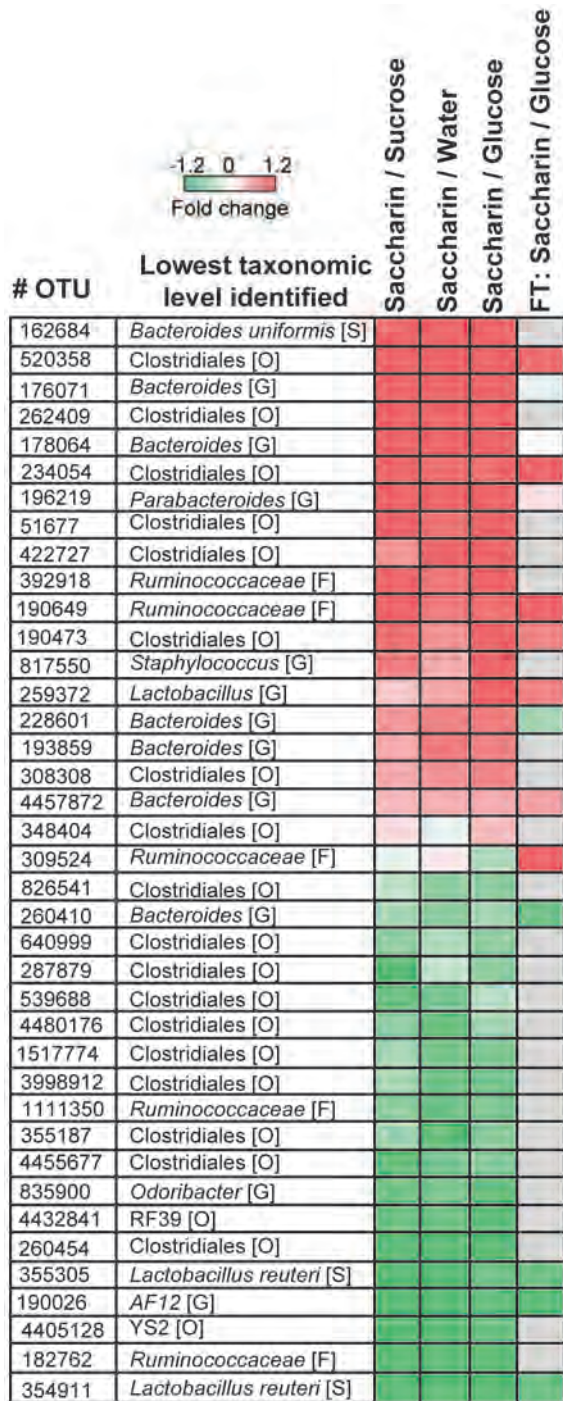 Saccharin / Sucrose
Saccharin / Water
Saccharin / Glucose
FT: Saccharin / Glucose
-1.2 0 1.2
Fold change
# OTU
Lowest taxonomic
level identified
162684 Bacteroides uniformis [S]
520358 Clostridiales [O]
176071 Bacteroides [G]
262409 Clostridiales [O]
178064 Bacteroides [G]
234054 Clostridiales [O]
196219 Parabacteroides [G]
51677 Clostridiales [O]
422727 Clostridiales [O]
392918 Ruminococcaceae [F]
190649 Ruminococcaceae [F]
190473 Clostridiales [O]
817550 Staphylococcus [G]
259372 Lactobacillus [G]
228601 Bacteroides [G]
193859 Bacteroides [G]
308308 Clostridiales [O]
4457872 Bacteroides [G]
348404 Clostridiales [O]
309524 Ruminococcaceae [F]
826541 Clostridiales [O]
260410 Bacteroides [G]
640999 Clostridiales [O]
287879 Clostridiales [O]
539688 Clostridiales [O]
4480176 Clostridiales [O]
1517774 Clostridiales [O]
3998912 Clostridiales [O]
1111350 Ruminococcaceae [F]
355187 Clostridiales [O]
4455677 Clostridiales [O]
835900 Odoribacter [G]
4432841 RF39 [O]
260454 Clostridiales [O]
355305 Lactobacillus reuteri [S]
190026 AF12 [G]
4405128 YS2 [O]
182762 Ruminococcaceae [F]
354911 Lactobacillus reuteri [S]